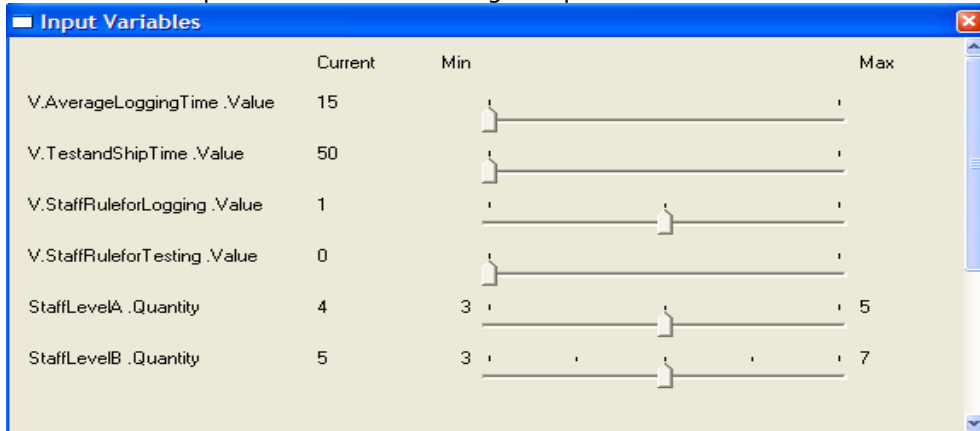 Input Variables
Current Min Max
V.AverageLoggingTime .Value 15
V.TestandShipTime .Value 50
V.StaffRuleforLogging .Value 1
V.StaffRuleforTesting .Value 0
StaffLevelA .Quantity 4 3 5
StaffLevelB .Quantity 5 3 7